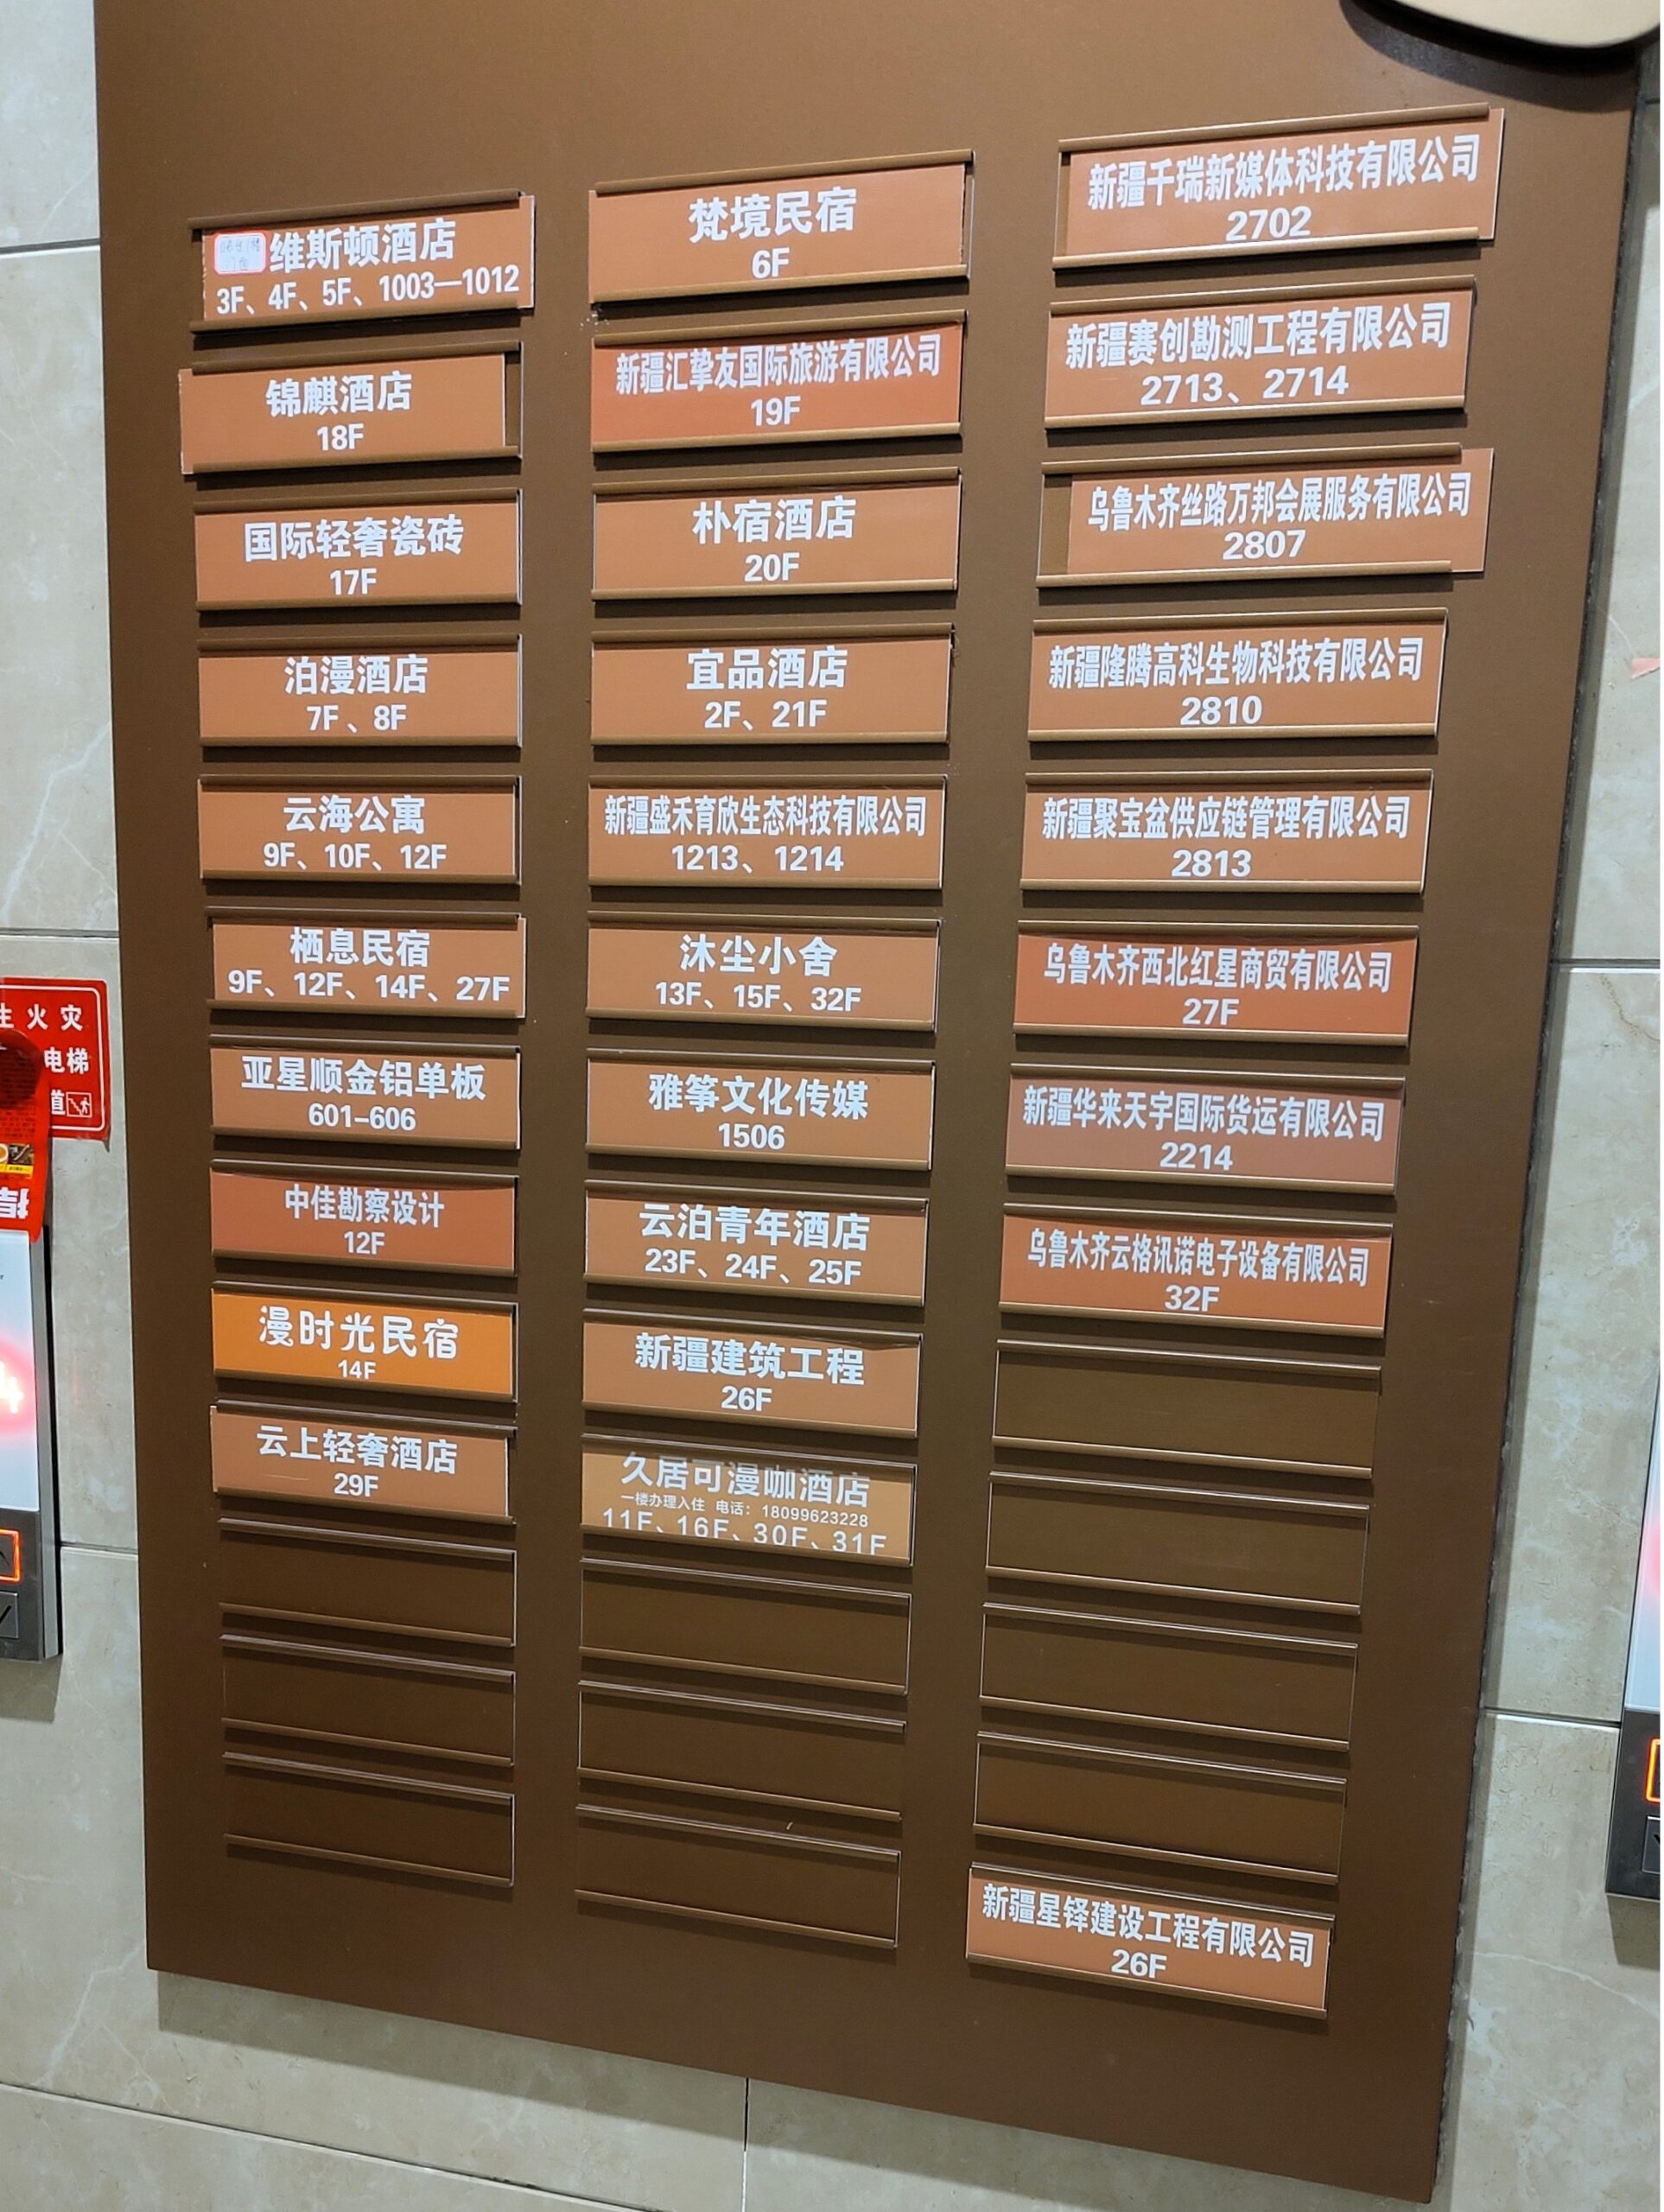 维斯顿酒店
3F、4F、5F、1003—1012
锦麒酒店
18F
国际轻奢瓷砖
17F
泊漫酒店
7F、8F
云海公寓
9F、10F、12F
栖息民宿
9F、12F、14F、27F
亚星顺金铝单板
601-606
中佳勘察设计
12F
漫时光民宿
14F
云上轻奢酒店
29F
梵境民宿
6F
新疆汇挚友国际旅游有限公司
19F
朴宿酒店
20F
宜品酒店
2F、21F
新疆盛禾育欣生态科技有限公司
1213、1214
沐尘小舍
13F、15F、32F
雅筝文化传媒
1506
云泊青年酒店
23F、24F、25F
新疆建筑工程
26F
久居可漫咖酒店
一楼办理入住 电话：18099623228
11F、16F、30F、31F
新疆千瑞新媒体科技有限公司
2702
新疆赛创勘测工程有限公司
2713、2714
乌鲁木齐丝路万邦会展服务有限公司
2807
新疆隆腾高科生物科技有限公司
2810
新疆聚宝盆供应链管理有限公司
2813
乌鲁木齐西北红星商贸有限公司
27F
新疆华来天宇国际货运有限公司
2214
乌鲁木齐云格讯诺电子设备有限公司
32F
新疆星铎建设工程有限公司
26F
火灾
电梯
道